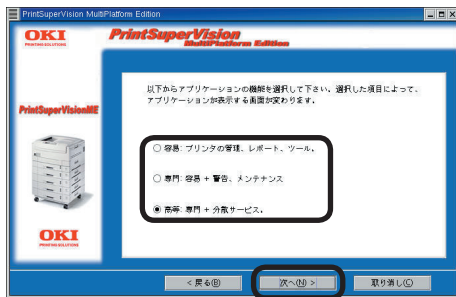 PrintSuperVision MultiPlatform Edition
OKI
PRINTING SOLUTIONS
PrintSuperVision
MultiPlatform Edition
以下からアプリケーションの機能を選択して下さい. 選択した項目によって、
アプリケーションが表示する画面が変わります.
PrintSuperVisionME
容易: プリンタの管理、レポート、ツール.
専門: 容易 + 警告、メンテナンス
高等: 専門 + 分散サービス.
OKI
PRINTING SOLUTIONS
< 戻る(B)
次へ(N) >
取り消し(C)